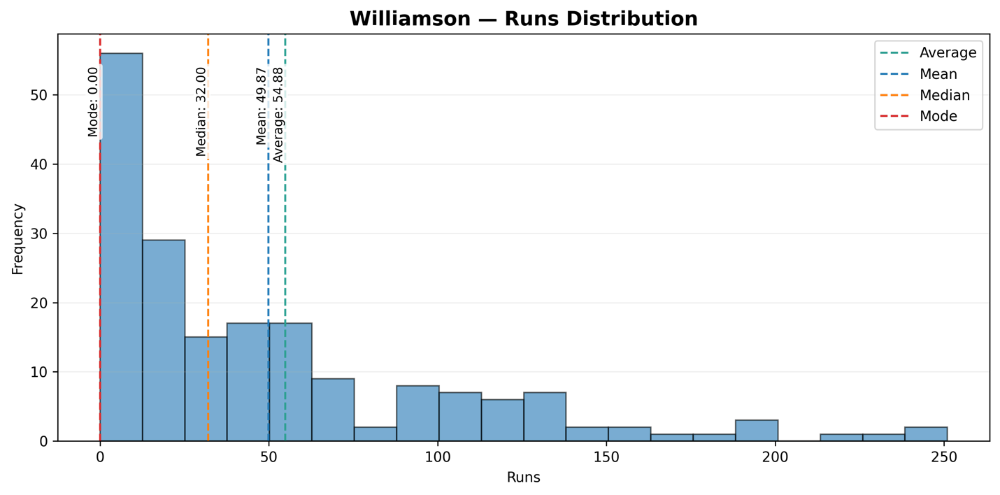 Williamson — Runs Distribution
Average
Mean
Median
Mode
Mode: 0.00
Median: 32.00
Mean: 49.87
Average: 54.88
Frequency
50
40
30
20
10
0
0 50 100 150 200 250
Runs